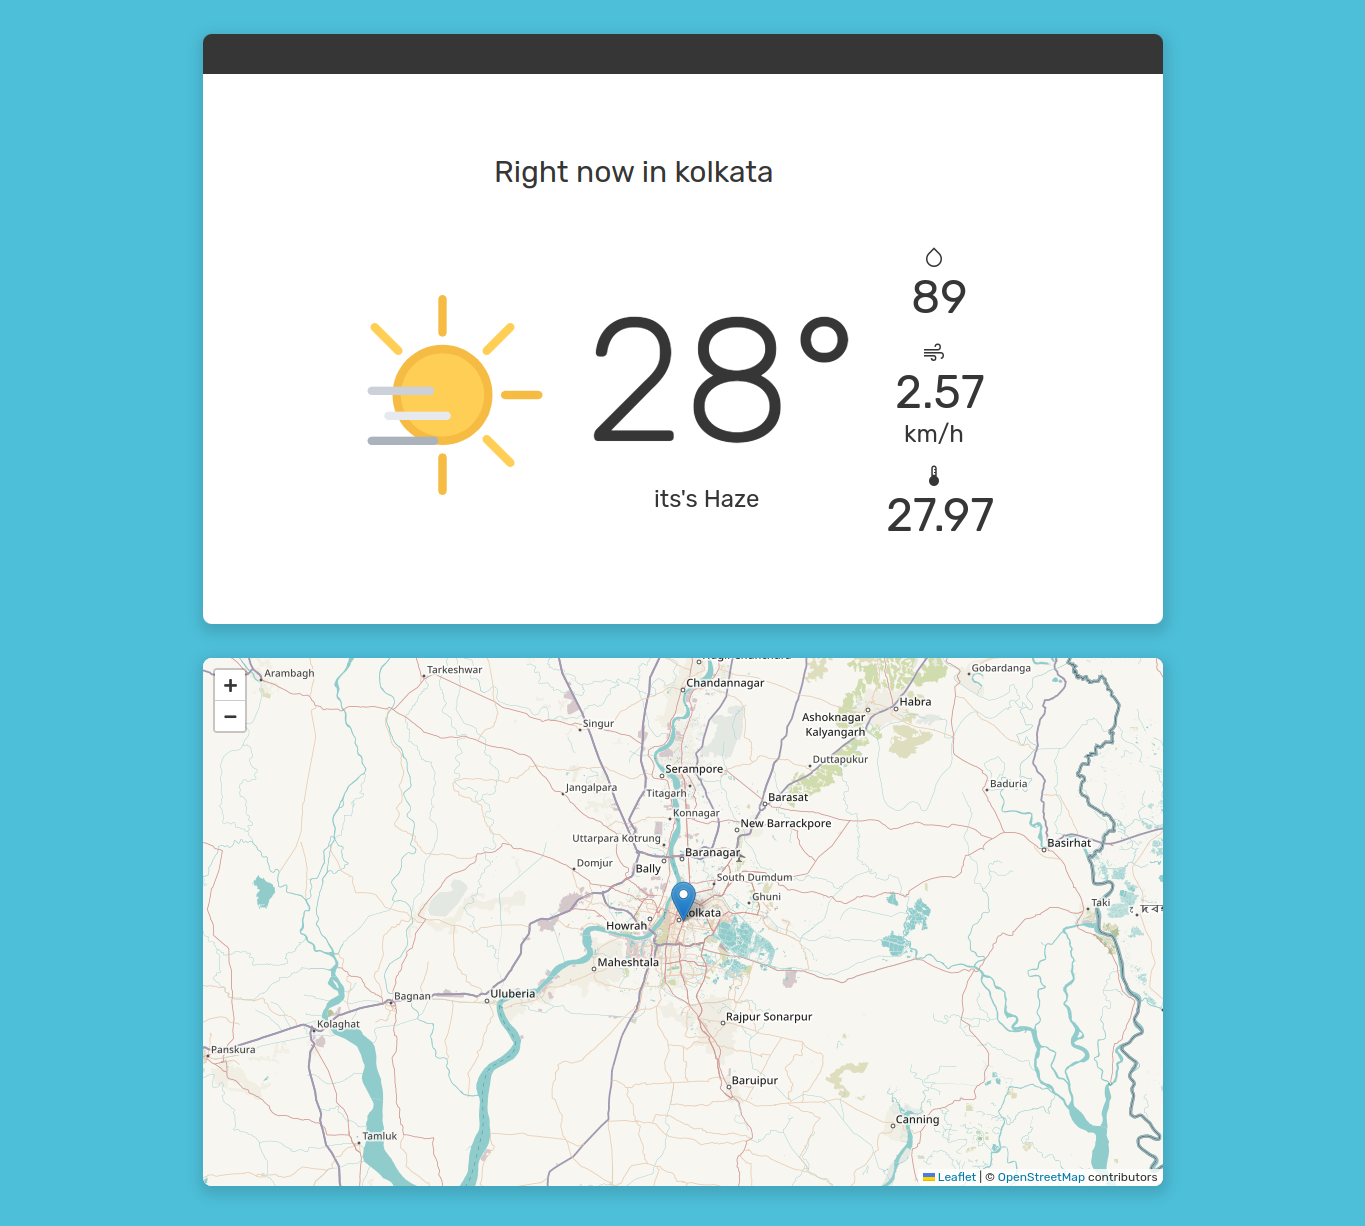 Right now in kolkata
89
28°
2.57
km/h
its's Haze
27.97
+
−
Arambagh
Tarkeshwar
Gobardanga
Chandannagar
Habra
Ashoknagar
Kalyangarh
Singur
Duttapukur
Serampore
Baduria
Jangalpara
Titagarh
Barasat
Konnagar
New Barrackpore
Uttarpara Kotrung
Basirhat
Baranagar
Domjur
Bally
South Dumdum
Ghuni
Taki
Howrah
Maheshtala
Uluberia
Bagnan
Rajpur Sonarpur
Kolaghat
Panskura
Baruipur
Canning
Tamluk
Leaflet | © OpenStreetMap contributors